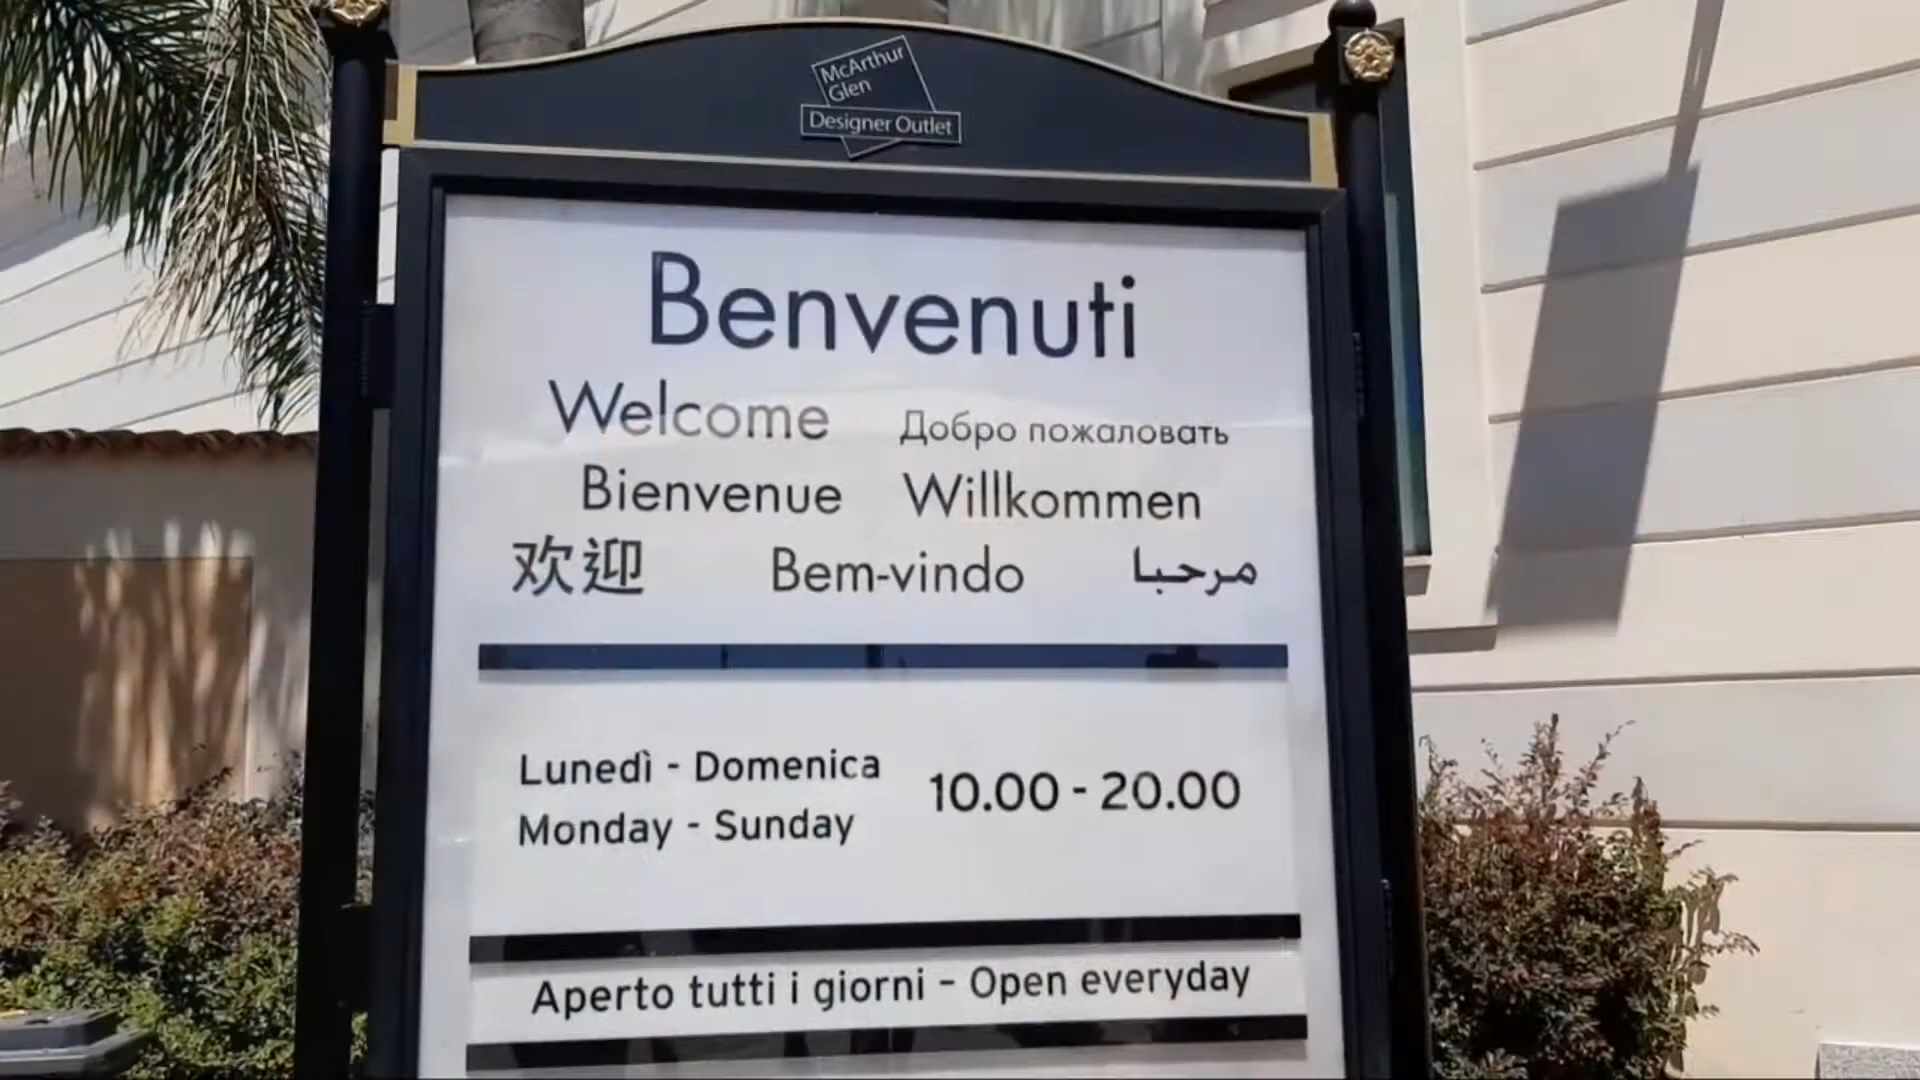 McArthur
Glen
Designer Outlet
Benvenuti
Welcome Добро пожаловать
Bienvenue Willkommen
欢迎 Bem-vindo مرحبا
Lunedì - Domenica
Monday - Sunday
10.00 - 20.00
Aperto tutti i giorni - Open everyday